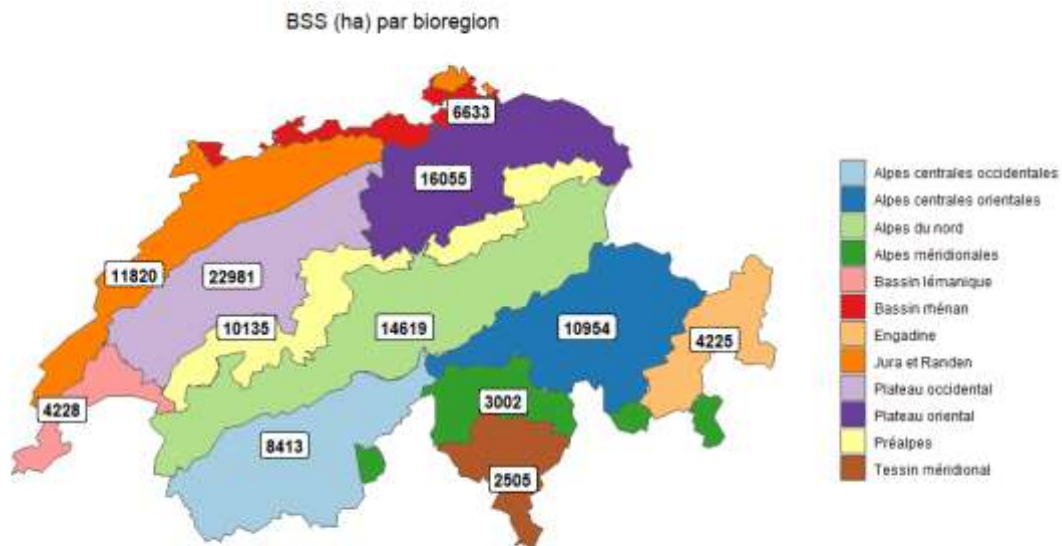 BSS (ha) par bioregion
6633
16055
11820
22981
10135
14619
10954
4225
4228
8413
3002
2505
Alpes centrales occidentales
Alpes centrales orientales
Alpes du nord
Alpes méridionales
Bassin lémanique
Bassin rhénan
Engadine
Jura et Randen
Plateau occidental
Plateau oriental
Préalpes
Tessin méridional